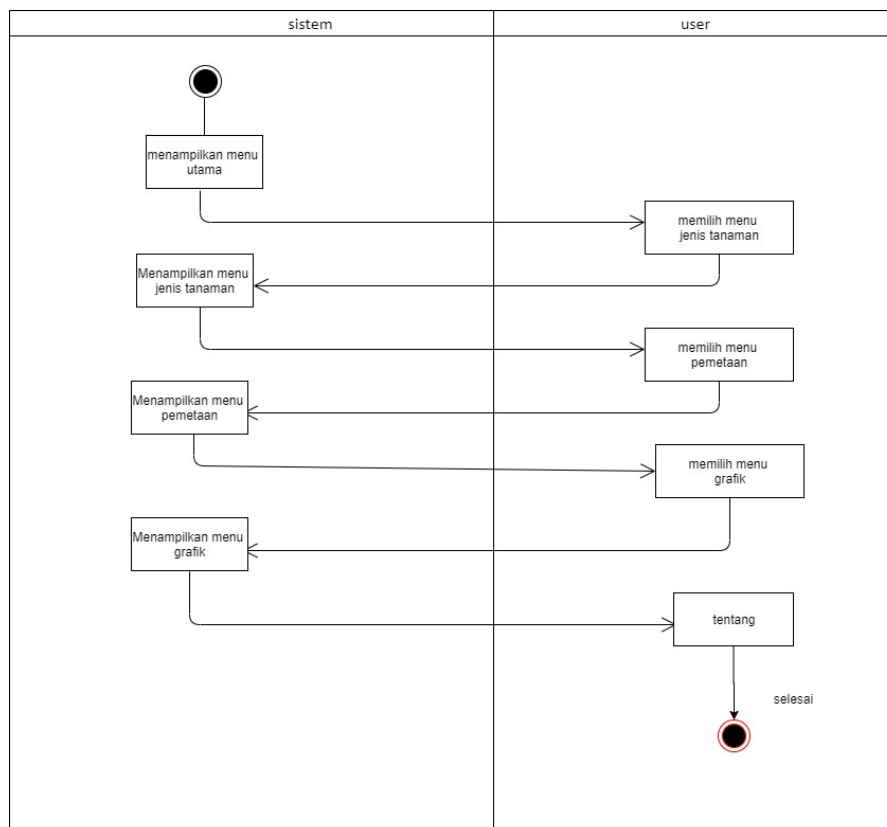 sistem
user
menampilkan menu
utama
memilih menu
jenis tanaman
Menampilkan menu
jenis tanaman
memilih menu
pemetaan
Menampilkan menu
pemetaan
memilih menu
grafik
Menampilkan menu
grafik
tentang
selesai